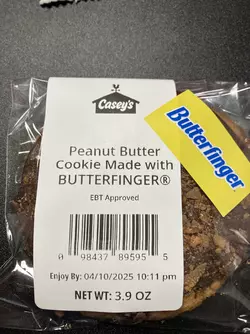 Casey's
Peanut Butter
Cookie Made with
BUTTERFINGER®
EBT Approved
0 98437 89595 5
Enjoy By: 04/10/2025 10:11 pm
NET WT: 3.9 OZ
Butterfinger